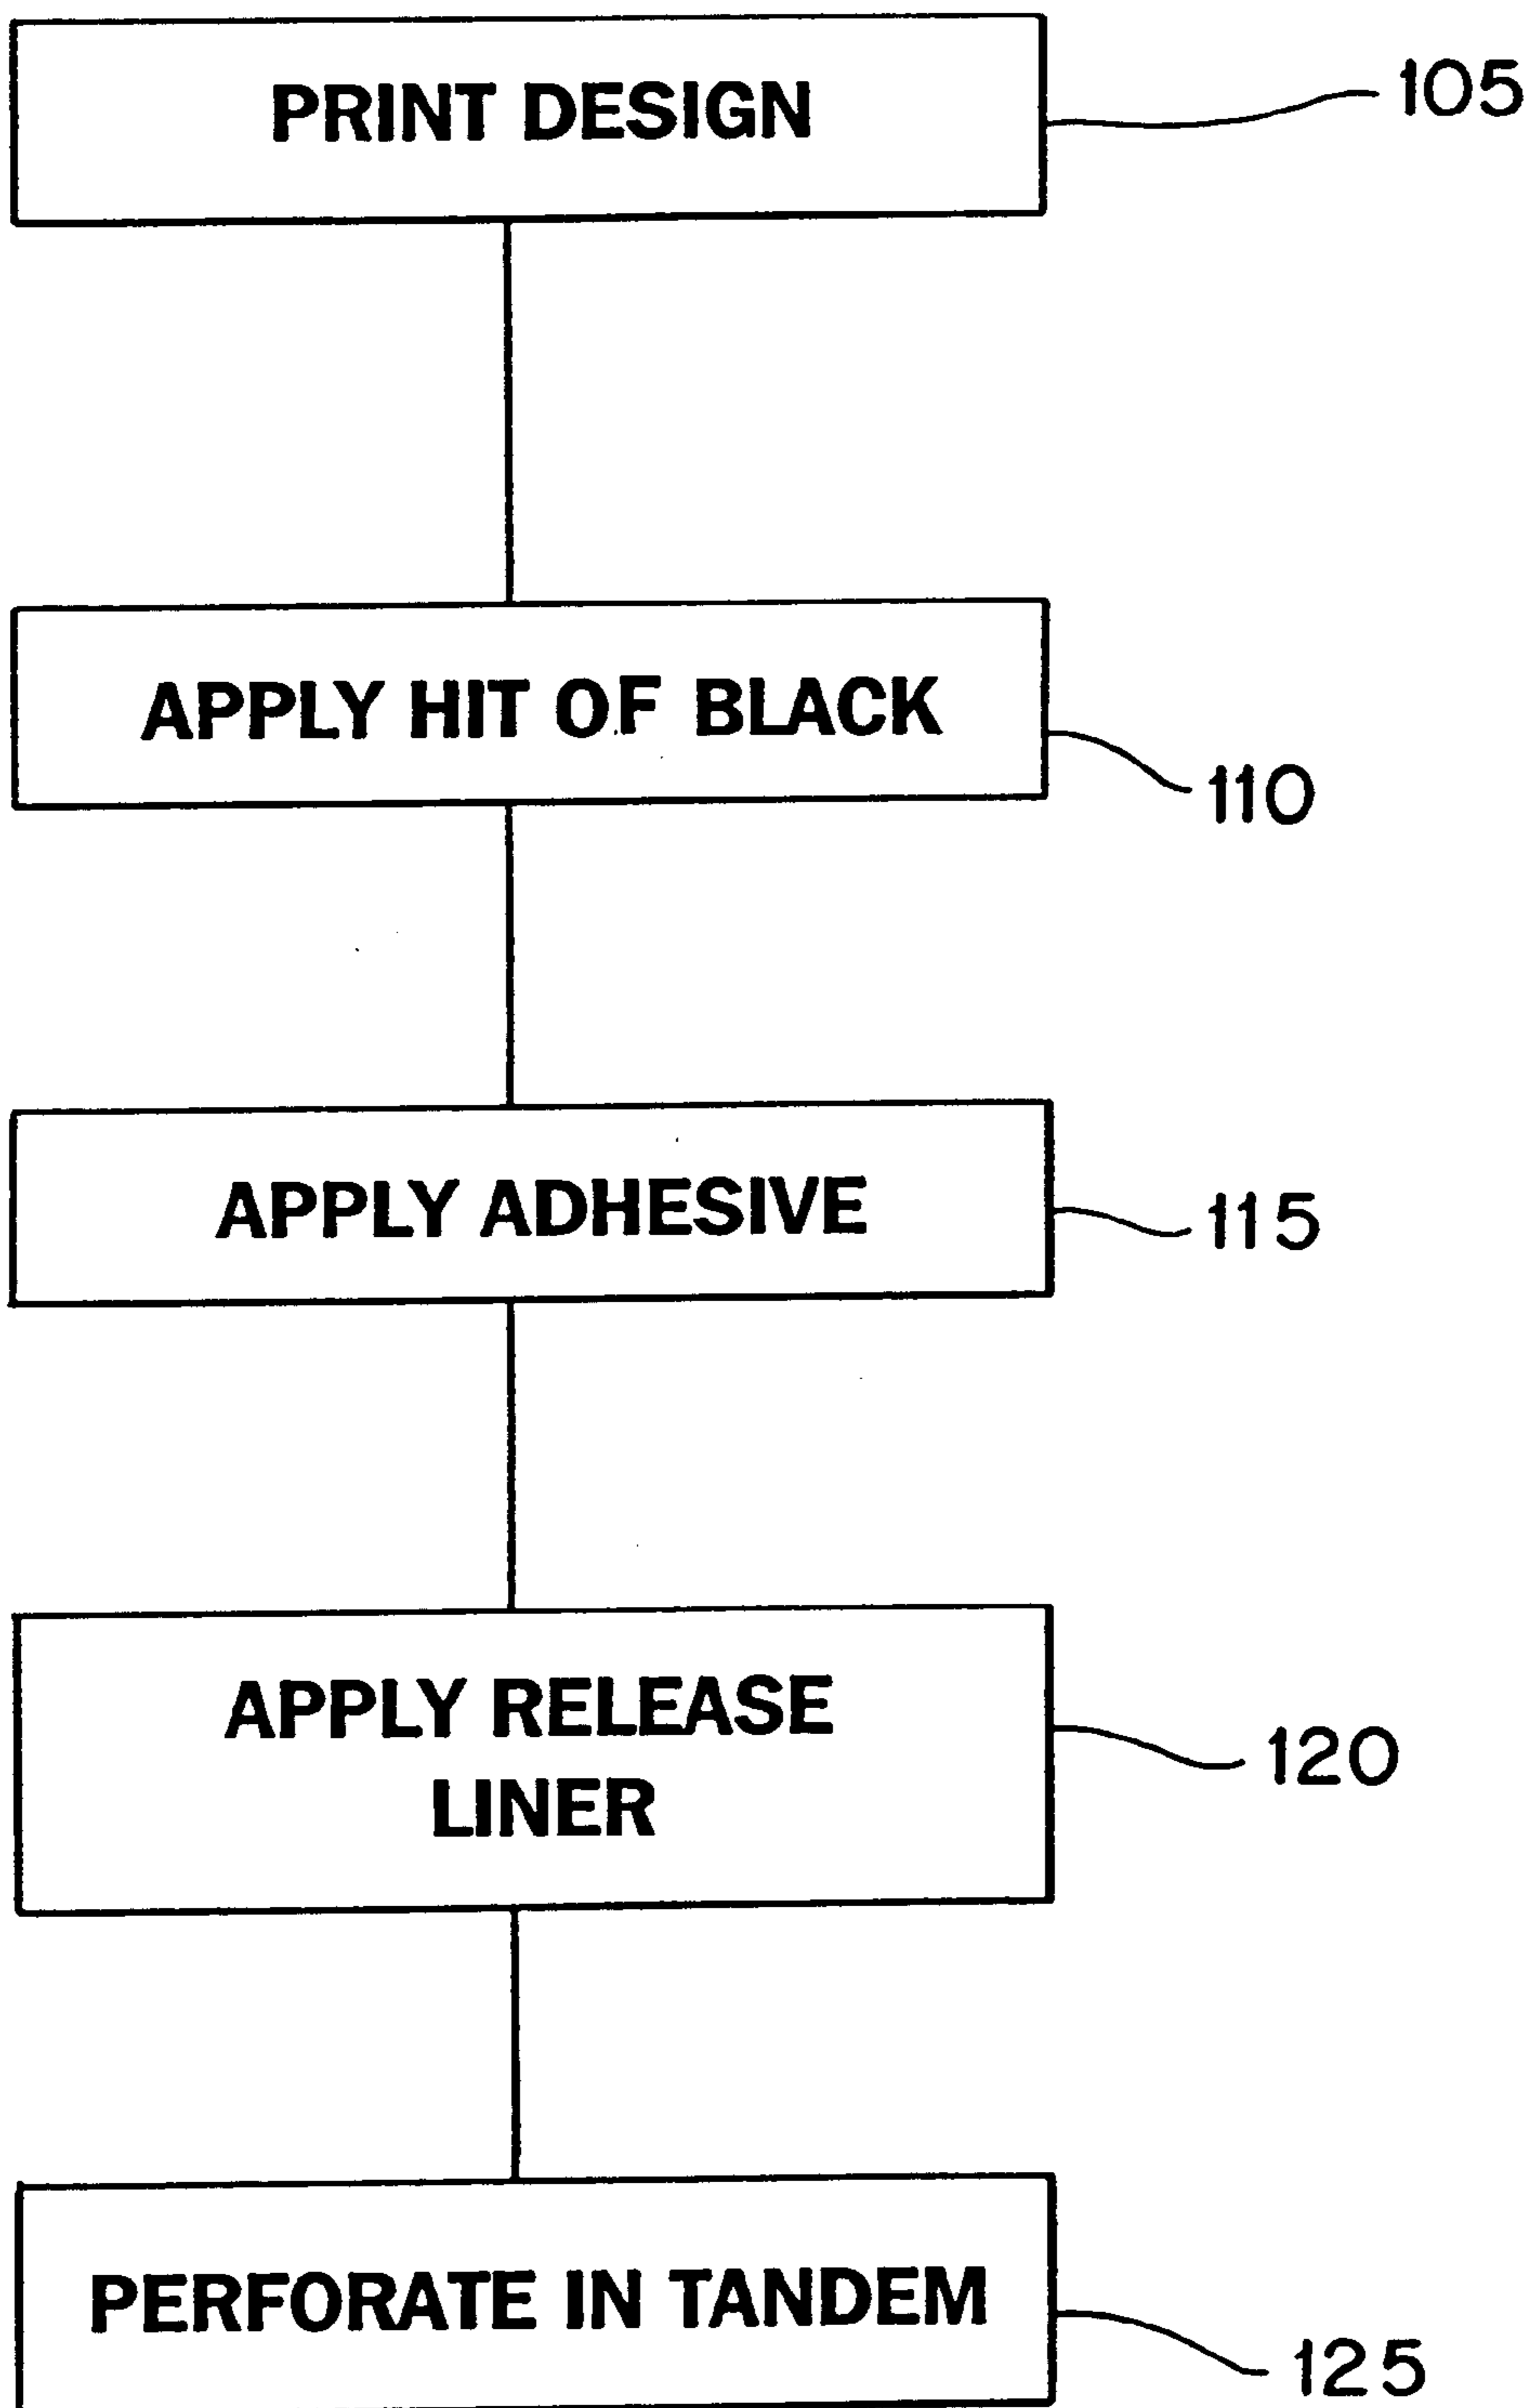 PRINT DESIGN
105
APPLY HIT OF BLACK
110
APPLY ADHESIVE
115
APPLY RELEASE
LINER
120
PERFORATE IN TANDEM
125